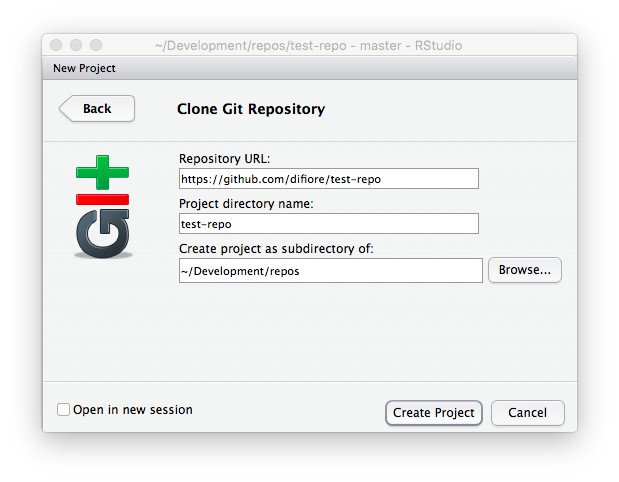 ~/Development/repos/test-repo - master - RStudio
New Project
Back
Clone Git Repository
Repository URL:
https://github.com/difiore/test-repo
Project directory name:
test-repo
Create project as subdirectory of:
~/Development/repos
Browse...
Open in new session
Create Project
Cancel